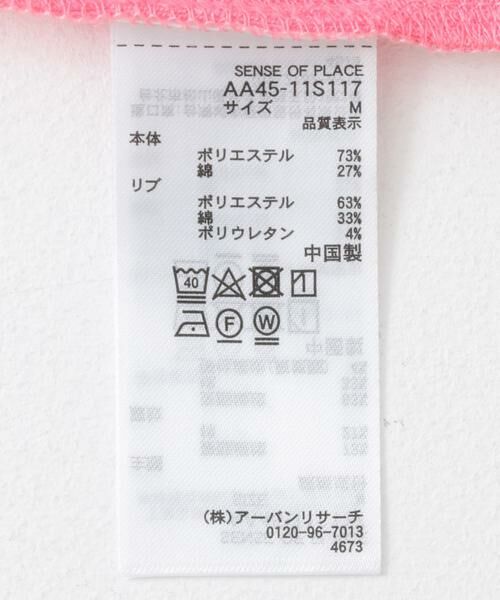 SENSE OF PLACE
AA45-11S117
サイズ M
品質表示
本体
ポリエステル 73%
綿 27%
リブ
ポリエステル 63%
綿 33%
ポリウレタン 4%
中国製
40
F W
(株)アーバンリサーチ
0120-96-7013
4673